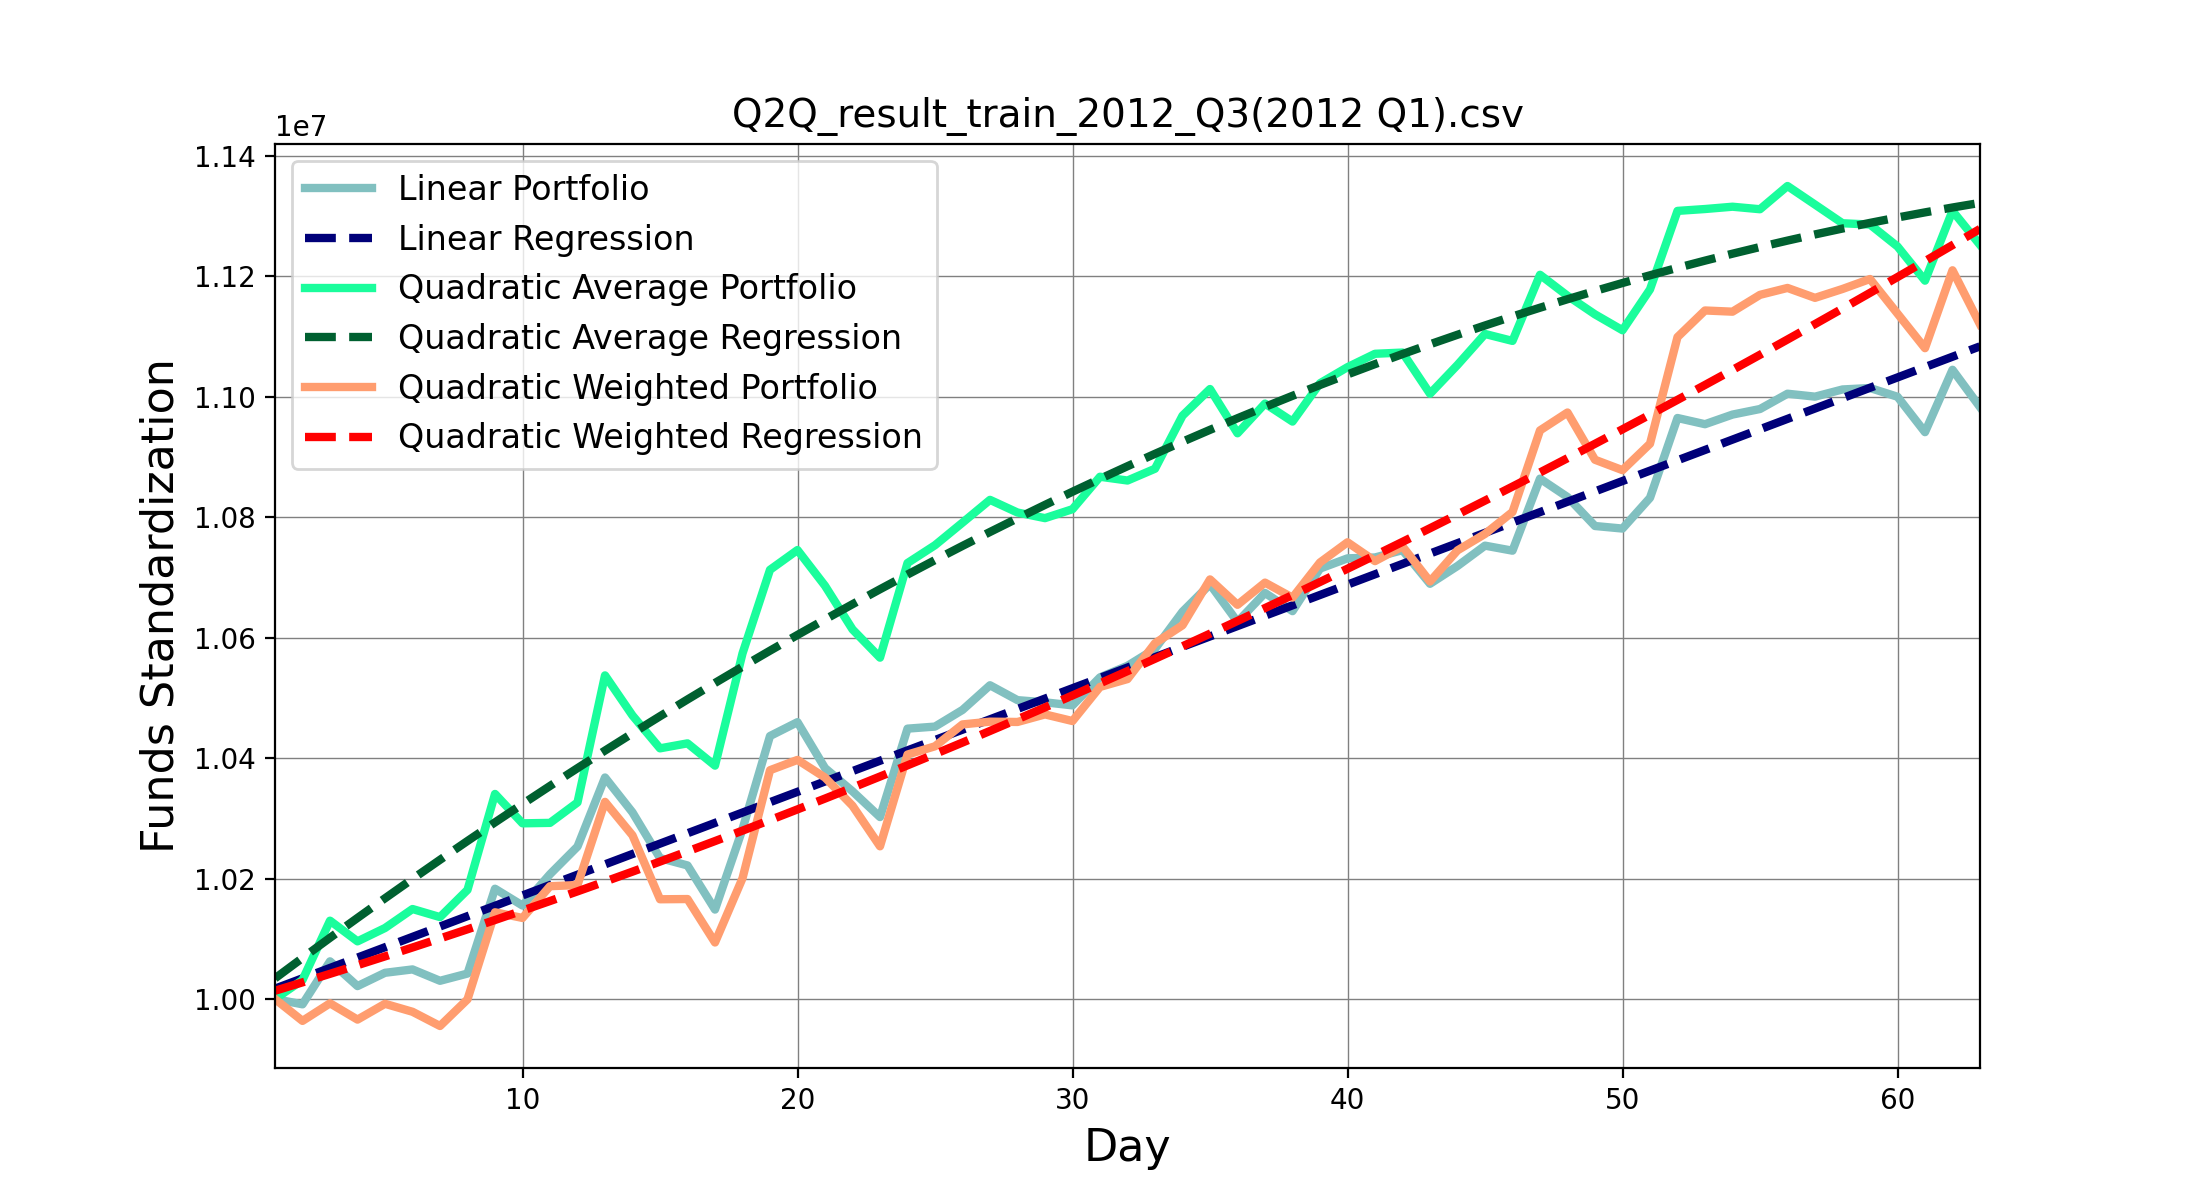 Q2Q_result_train_2012_Q3(2012 Q1).csv
1e7
1.14
1.12
1.10
1.08
1.06
1.04
1.02
1.00
Funds Standardization
Linear Portfolio
Linear Regression
Quadratic Average Portfolio
Quadratic Average Regression
Quadratic Weighted Portfolio
Quadratic Weighted Regression
10 20 30 40 50 60
Day